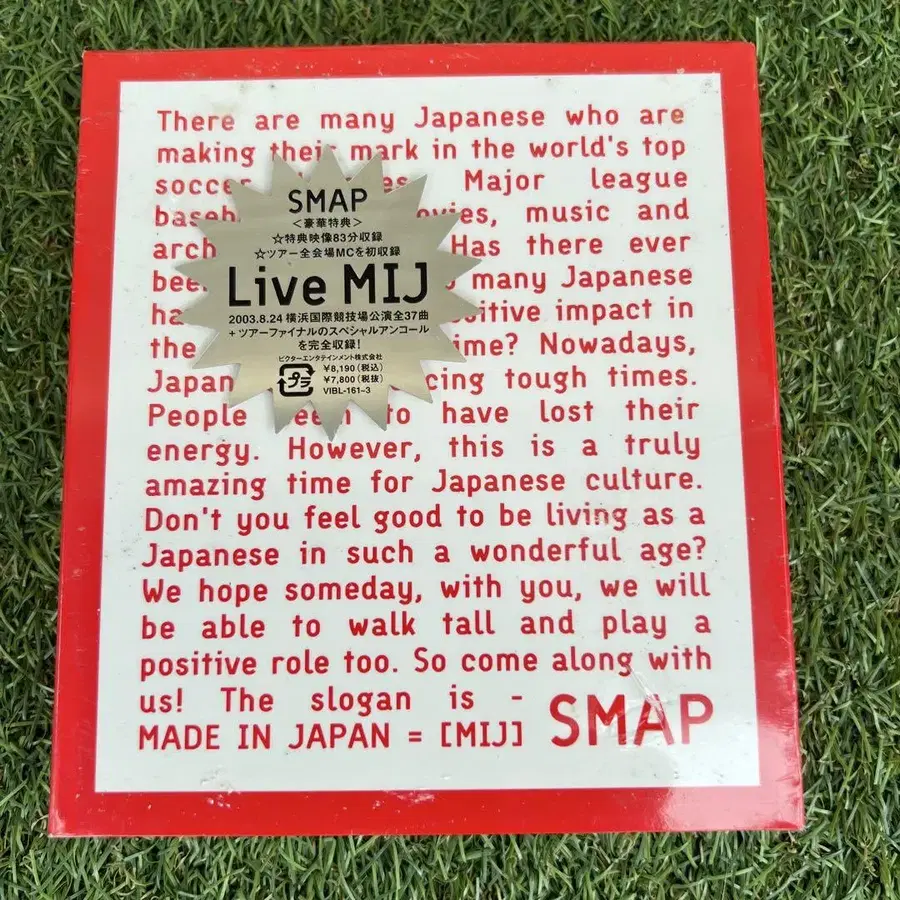 There are many Japanese who are
making their mark in the world's top
soccer Major league
baseb movies, music and
arch Has there ever
bee many Japanese
ha positive impact in
the time? Nowadays,
Japan cing tough times.
People to have lost their
energy. However, this is a truly
amazing time for Japanese culture.
Don't you feel good to be living as a
Japanese in such a wonderful age?
We hope someday, with you, we will
be able to walk tall and play a
positive role too. So come along with
us! The slogan is -
MADE IN JAPAN = [MIJ] SMAP
SMAP
＜豪華特典＞
☆特典映像83分収録
☆ツアー全会場MCを初収録
Live MIJ
2003.8.24 横浜国際競技場公演全37曲
+ツアーファイナルのスペシャルアンコール
を完全収録!
ビクターエンタテインメント株式会社
プラ
¥8,190(税込)
¥7,800(税抜)
VIBL-161~3